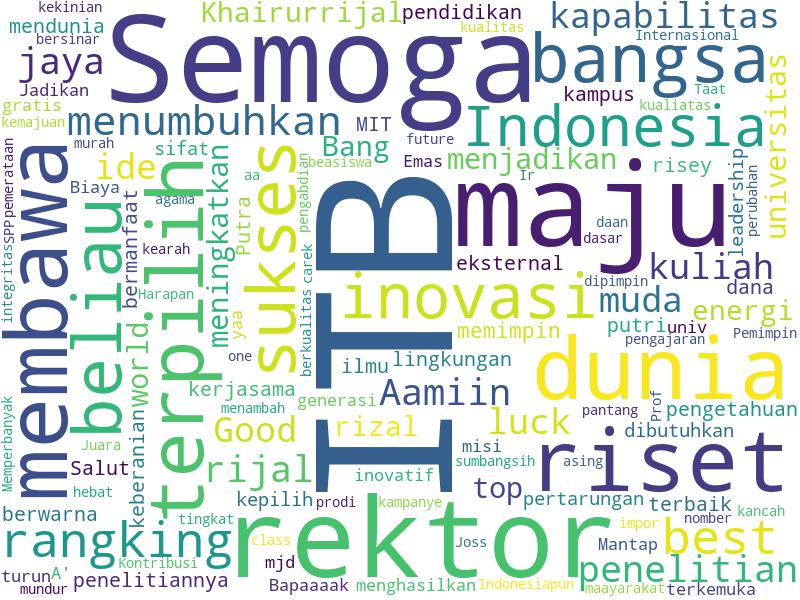 kekinian
mendunia
bersinar
jaya
Jadikan
gratis
kemajuan
Semoga
Khairurrijal
pendidikan
kualitas
kapabilitas
Internasional
bangsa
Taat
kampus
kualiatas
universitas
menumbuhkan
MIT
Bang
future
Emas
beasiswa
Indonesia
menjadikan
risey
Ir
murah
sifat
ide
Biaya
aa
agama
kearah
Harapan
integritas
SPP
pemerataan
membawa
beliau
bermanfaat
terpilih
meningkatkan
Putra
yaa
sukses
pengabdian
carek
berkualitas
ITB
maju
daan
dasar
leadership
perubahan
eksternal
kuliah
dipimpin
dana
inovasi
muda
energi
memimpin
putri
univ
Pemimpin
pengajaran
world
one
ilmu
lingkungan
dunia
kerjasama
menambah
generasi
Aamiin
Prof
pantang
pengetahuan
Memperbanyak
Juara
Salut
hebat
keberanian
Good
rizal
luck
misi
dibutuhkan
rijal
inovatif
sumbangsih
asing
riset
berwarna
tingkat
kepilih
prodi
kampanye
top
pertarungan
terbaik
kancah
nomber
rangking
rektor
class
Joss
impor
best
Mantap
Kontribusi
mjd
penelitian
turun
A'
penelitiannya
mundur
Bapaaaak
menghasilkan
Indonesiapun
maayarakat
terkemuka